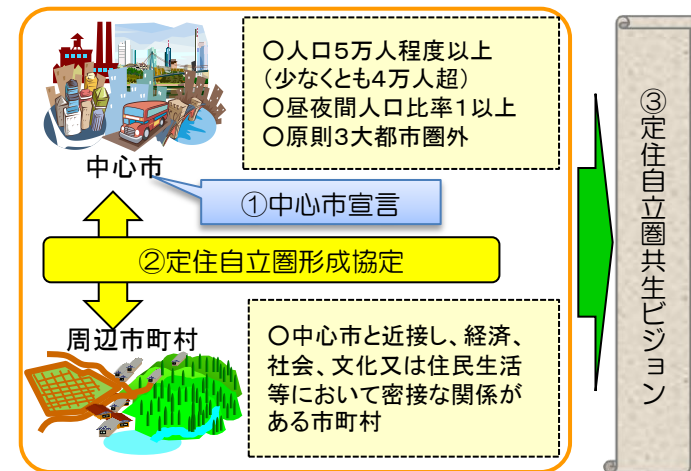 ○人口5万人程度以上
(少なくとも4万人超)
○昼夜間人口比率1以上
○原則3大都市圏外
中心市
①中心市宣言
②定住自立圏形成協定
周辺市町村
○中心市と近接し、経済、
社会、文化又は住民生活
等において密接な関係が
ある市町村
③定住自立圏共生ビジョン